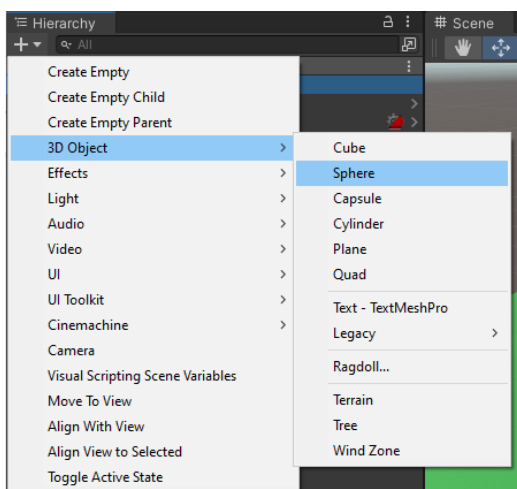 Hierarchy
# Scene
All
Create Empty
Create Empty Child
Create Empty Parent
3D Object
Effects
Light
Audio
Video
UI
UI Toolkit
Cinemachine
Camera
Visual Scripting Scene Variables
Move To View
Align With View
Align View to Selected
Toggle Active State
Cube
Sphere
Capsule
Cylinder
Plane
Quad
Text - TextMeshPro
Legacy
Ragdoll...
Terrain
Tree
Wind Zone